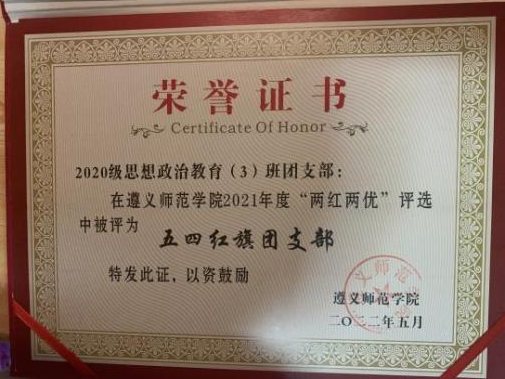 荣誉证书
Certificate Of Honor
2020级思想政治教育（3）班团支部：
在遵义师范学院2021年度“两红两优”评选
中被评为
五四红旗团支部
特发此证，以资鼓励
遵义师范学院
二〇二二年五月